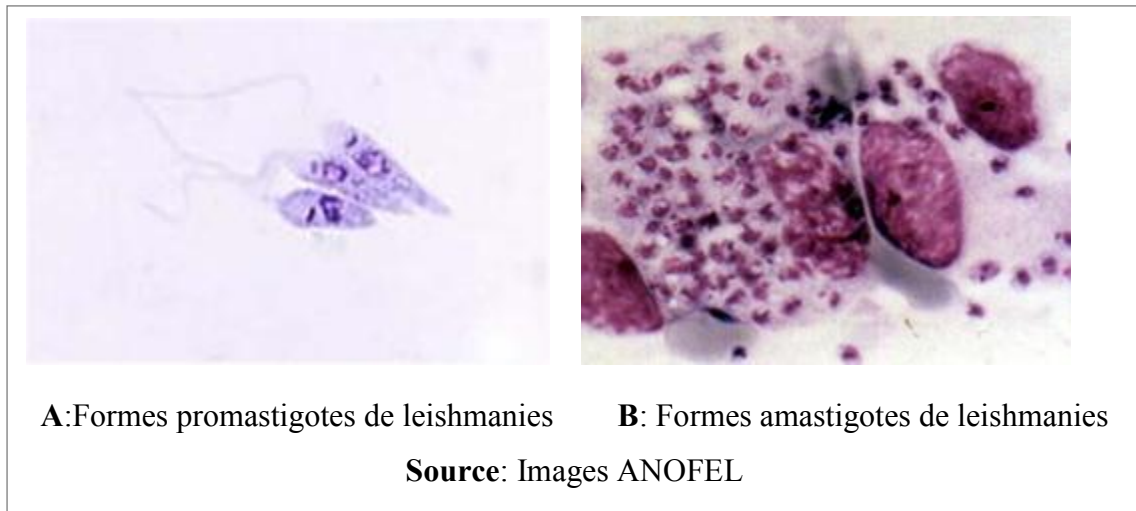 A:Formes promastigotes de leishmanies
B: Formes amastigotes de leishmanies
Source: Images ANOFEL